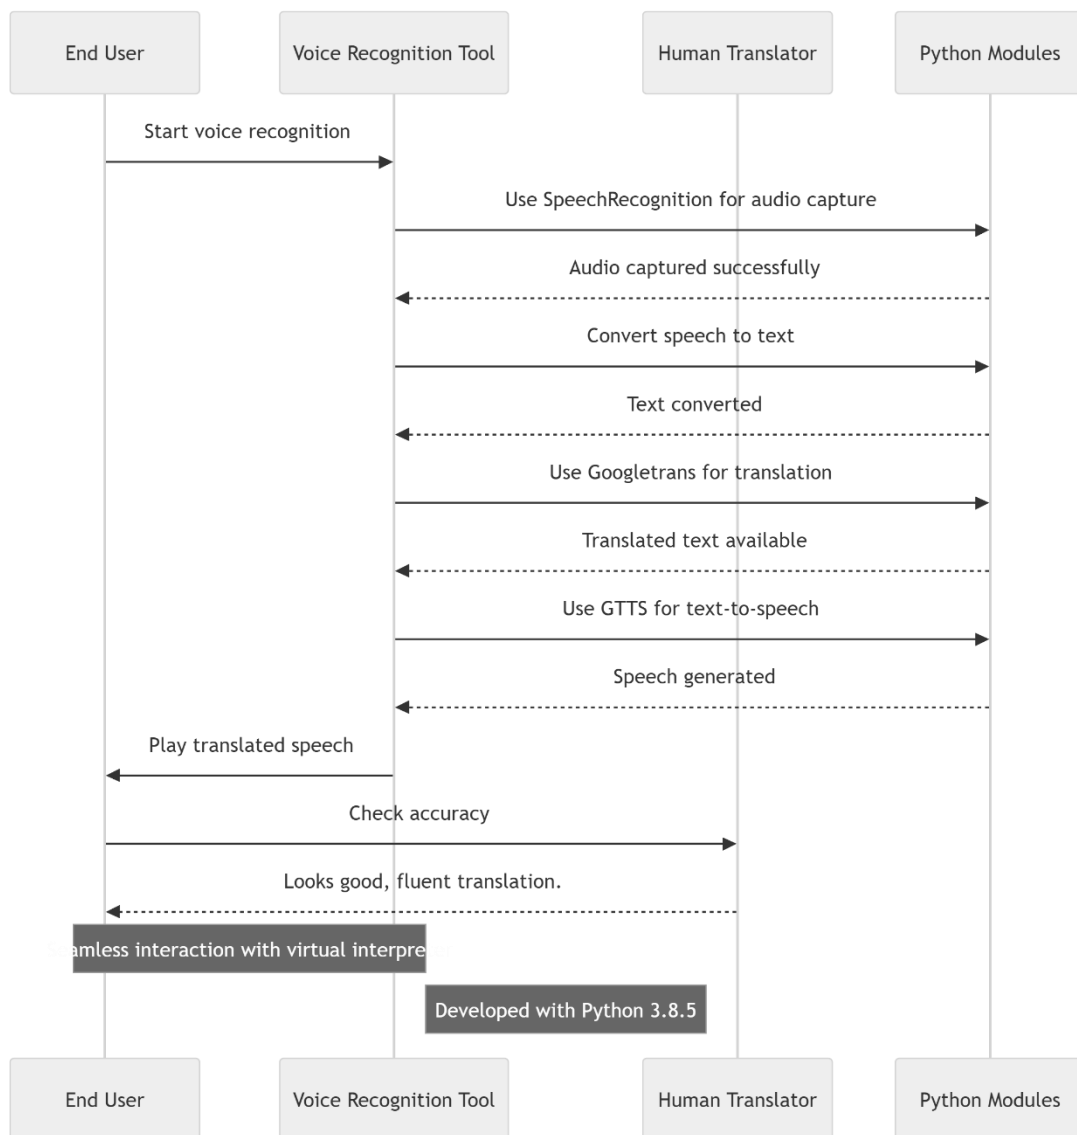 End User
Voice Recognition Tool
Human Translator
Python Modules
Start voice recognition
Use SpeechRecognition for audio capture
Audio captured successfully
Convert speech to text
Text converted
Use Googletrans for translation
Translated text available
Use GTTS for text-to-speech
Speech generated
Play translated speech
Check accuracy
Looks good, fluent translation.
interaction with virtual
Developed with Python 3.8.5
End User
Voice Recognition Tool
Human Translator
Python Modules